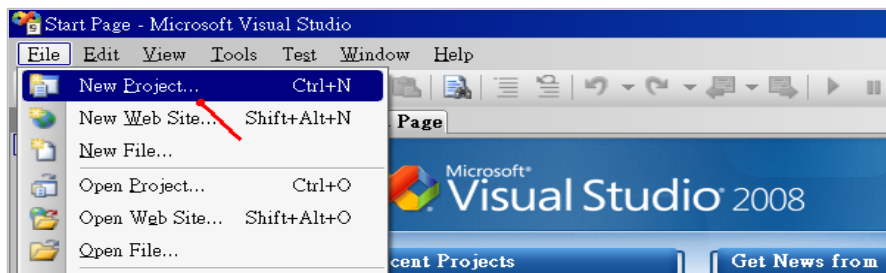 Start Page - Microsoft Visual Studio
File Edit View Tools Test Window Help
New Project... Ctrl+N
New Web Site... Shift+Alt+N
Page
New File...
Open Project... Ctrl+O
Microsoft
Visual Studio 2008
Open Web Site... Shift+Alt+O
Open File...
cent Projects
Get News from